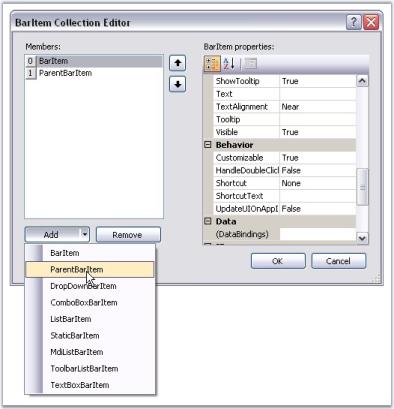 BarItem Collection Editor
Members:
0 BarItem
1 ParentBarItem
Add
Remove
BarItem
ParentBarItem
DropDownBarItem
ComboBoxBarItem
ListBarItem
StaticBarItem
MdiListBarItem
ToolbarListBarItem
TextBoxBarItem
BarItem properties:
ShowTooltip True
Text
TextAlignment Near
Tooltip
Visible True
Behavior
Customizable True
HandleDoubleClicl False
Shortcut None
ShortcutText
UpdateUIOnAppI False
Data
(DataBindings)
OK
Cancel